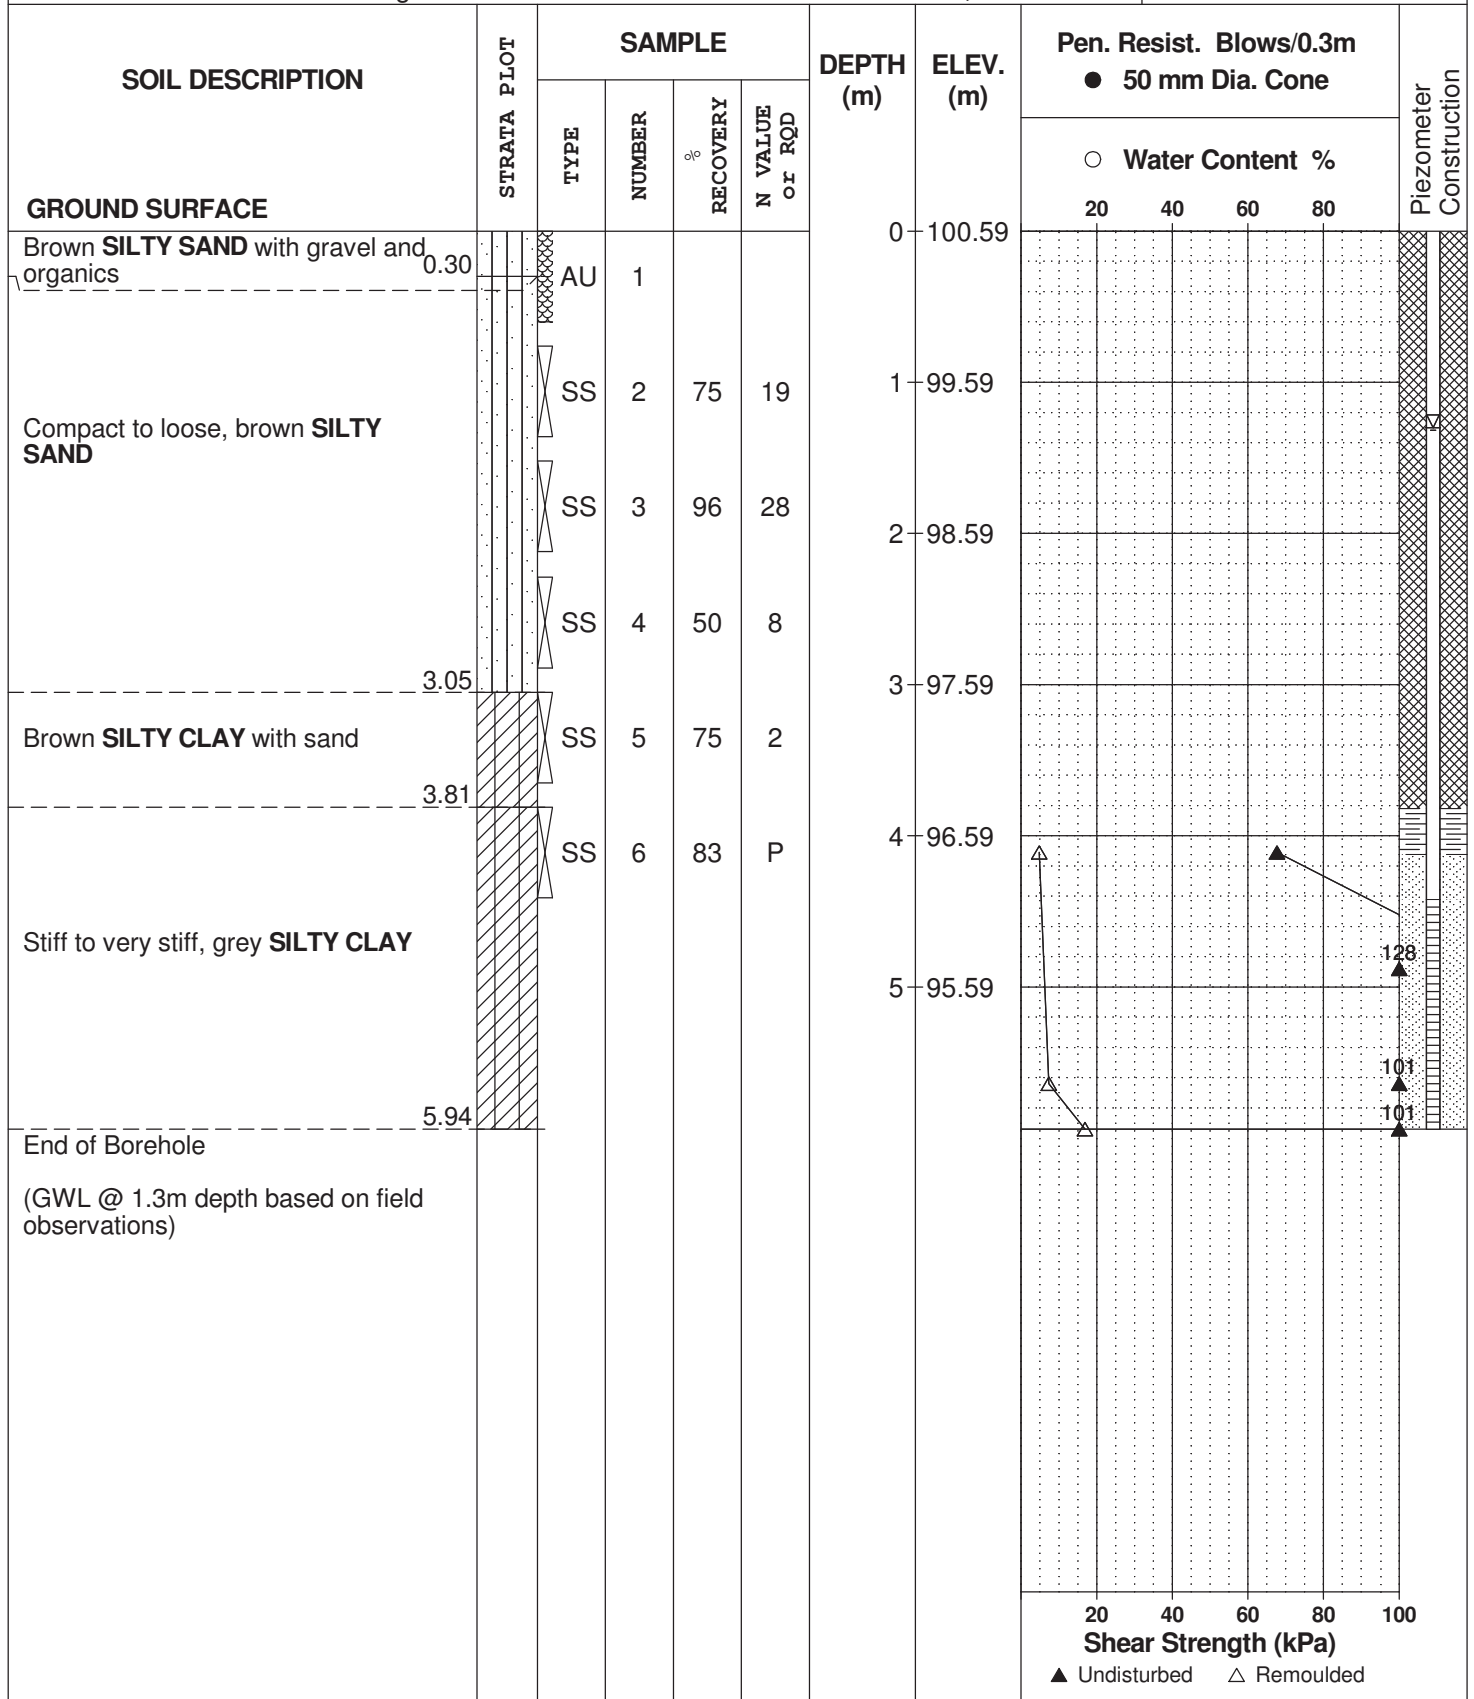 SOIL DESCRIPTION
GROUND SURFACE
STRATA PLOT
SAMPLE
TYPE
NUMBER
%
RECOVERY
N VALUE
or RQD
DEPTH
(m)
ELEV.
(m)
Pen. Resist. Blows/0.3m
● 50 mm Dia. Cone
○ Water Content %
20 40 60 80
Piezometer
Construction
Brown SILTY SAND with gravel and
organics
0.30
AU 1
0 100.59
SS 2 75 19
1 99.59
Compact to loose, brown SILTY
SAND
SS 3 96 28
2 98.59
SS 4 50 8
3.05
3 97.59
Brown SILTY CLAY with sand
SS 5 75 2
3.81
4 96.59
SS 6 83 P
Stiff to very stiff, grey SILTY CLAY
128
5 95.59
101
101
5.94
End of Borehole
(GWL @ 1.3m depth based on field
observations)
20 40 60 80 100
Shear Strength (kPa)
▲ Undisturbed △ Remoulded